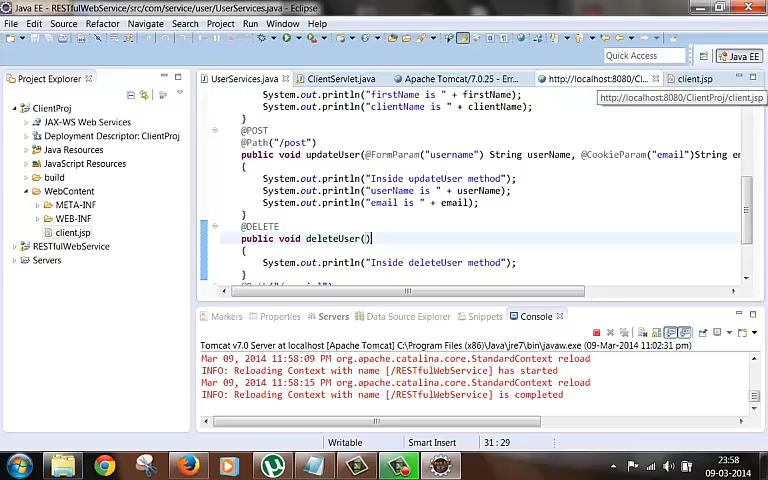 Java EE - RESTfulWebService/src/com/service/user/UserServices.java - Eclipse
File Edit Source Refactor Navigate Search Project Run Window Help
Quick Access
Java EE
Project Explorer
UserServices.java
ClientServlet.java
Apache Tomcat/7.0.25 - Err...
http://localhost:8080/Cl...
client.jsp
http://localhost:8080/ClientProj/client.jsp
ClientProj
JAX-WS Web Services
Deployment Descriptor: ClientProj
Java Resources
JavaScript Resources
build
WebContent
META-INF
WEB-INF
client.jsp
RESTfulWebService
Servers
System.out.println("firstName is " + firstName);
System.out.println("clientName is " + clientName);
}
@POST
@Path("/post")
public void updateUser(@FormParam("username") String userName, @CookieParam("email")String em
{
System.out.println("Inside updateUser method");
System.out.println("userName is " + userName);
System.out.println("email is " + email);
}
@DELETE
public void deleteUser()
{
System.out.println("Inside deleteUser method");
}
Markers Properties Servers Data Source Explorer Snippets Console
Tomcat v7.0 Server at localhost [Apache Tomcat] C:\Program Files (x86)\Java\jre7\bin\javaw.exe (09-Mar-2014 11:02:31 pm)
Mar 09, 2014 11:58:09 PM org.apache.catalina.core.StandardContext reload
INFO: Reloading Context with name [/RESTfulWebService] has started
Mar 09, 2014 11:58:15 PM org.apache.catalina.core.StandardContext reload
INFO: Reloading Context with name [/RESTfulWebService] is completed
Writable Smart Insert 31 : 29
23:58
09-03-2014